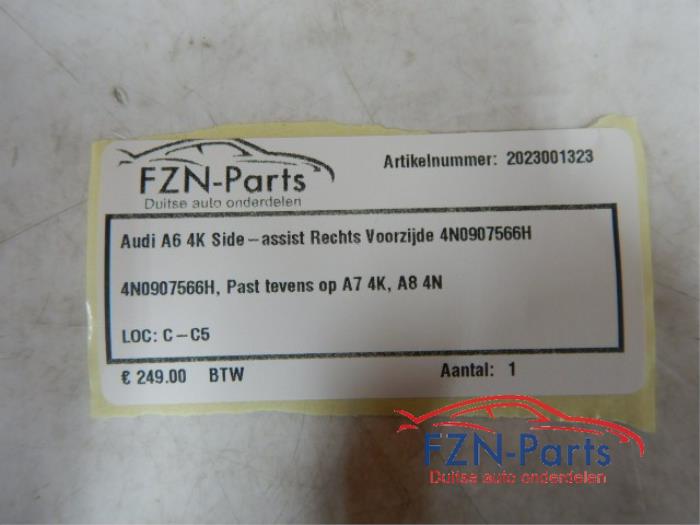 FZN-Parts
Duitse auto onderdelen
Artikelnummer: 2023001323
Audi A6 4K Side-assist Rechts Voorzijde 4N0907566H
4N0907566H, Past tevens op A7 4K, A8 4N
LOC: C-C5
€ 249.00 BTW
Aantal: 1
FZN-Parts
Duitse auto onderdelen